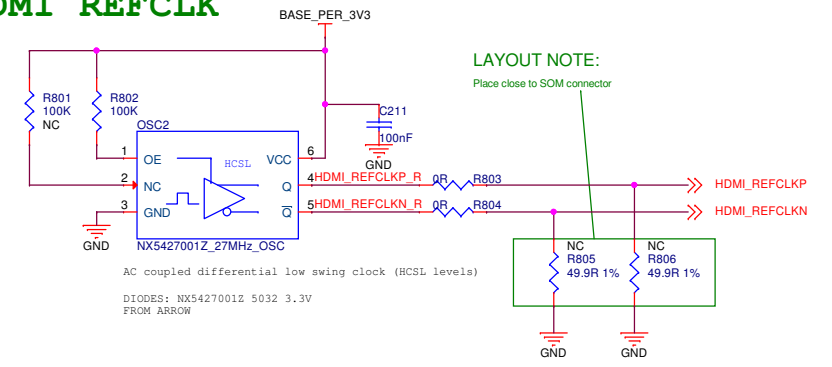 DMI REFCLK
BASE_PER_3V3
LAYOUT NOTE:
Place close to SOM connector
R801
100K
NC
R802
100K
OSC2
C211
100nF
GND
1
OE
HCSL
VCC
6
2
NC
Q
4
HDMI_REFCLKP_R
0R
R803
HDMI_REFCLKP
3
GND
Q
5
HDMI_REFCLKN_R
0R
R804
HDMI_REFCLKN
GND
NX5427001Z_27MHz_OSC
NC
R805
49.9R 1%
NC
R806
49.9R 1%
AC coupled differential low swing clock (HCSL levels)
DIODES: NX5427001Z 5032 3.3V
FROM ARROW
GND
GND